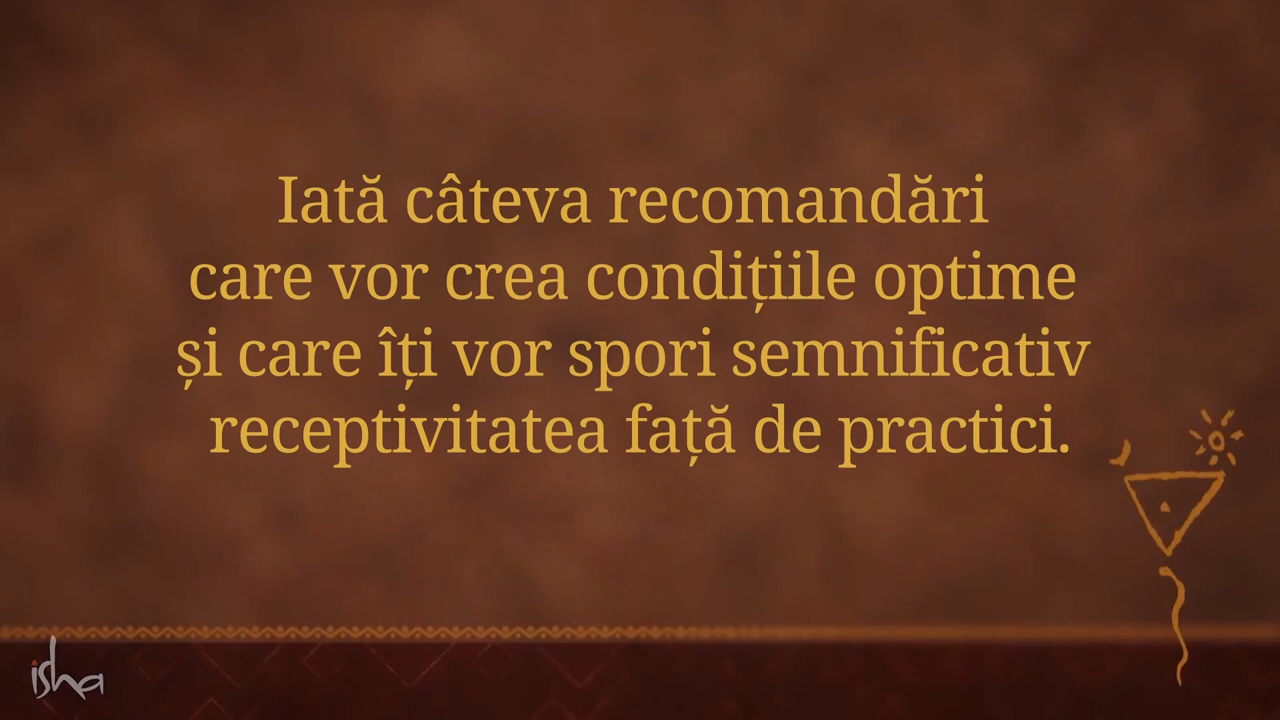 Iată câteva recomandări
care vor crea condițiile optime
și care îți vor spori semnificativ
receptivitatea față de practici.
isha